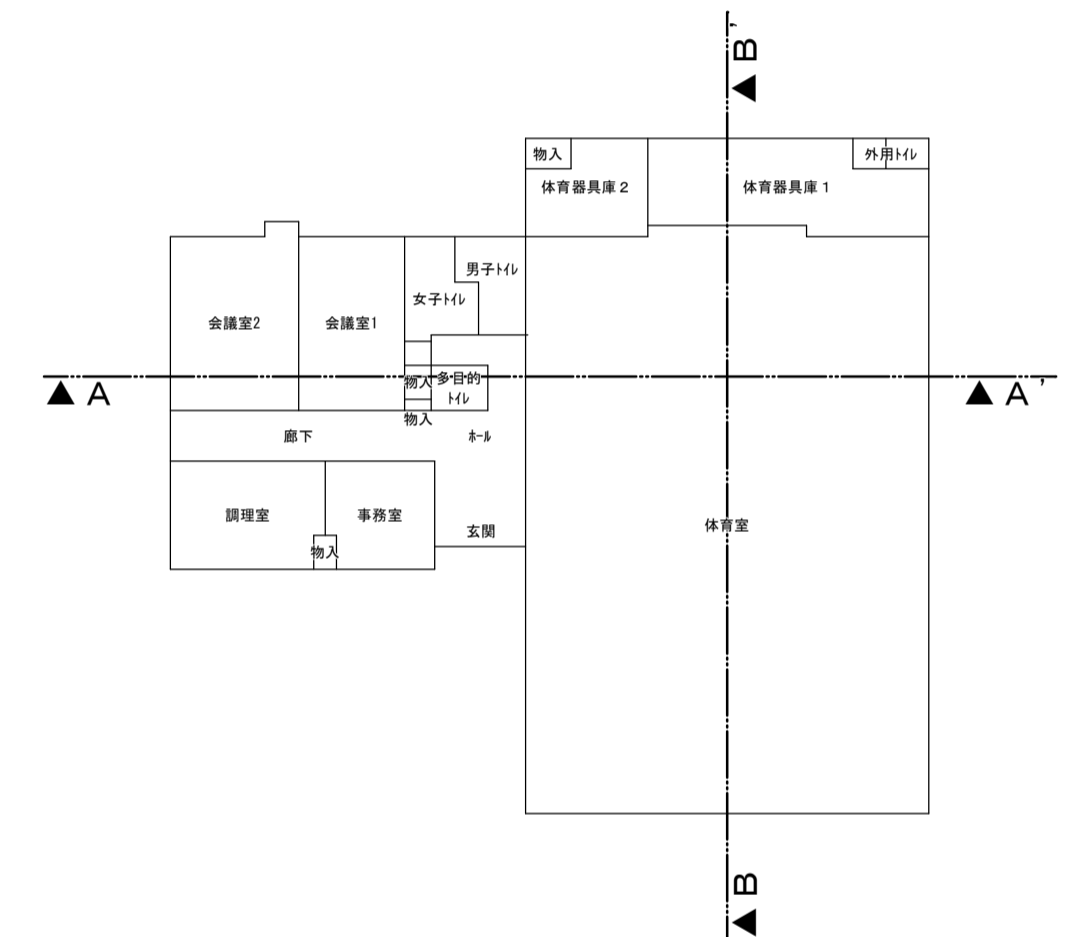 B'
物入
外用ﾄｲﾚ
体育器具庫2
体育器具庫1
男子ﾄｲﾚ
女子ﾄｲﾚ
会議室2
会議室1
物入
多目的
ﾄｲﾚ
A
A'
物入
廊下
ﾎｰﾙ
調理室
事務室
玄関
体育室
物入
B